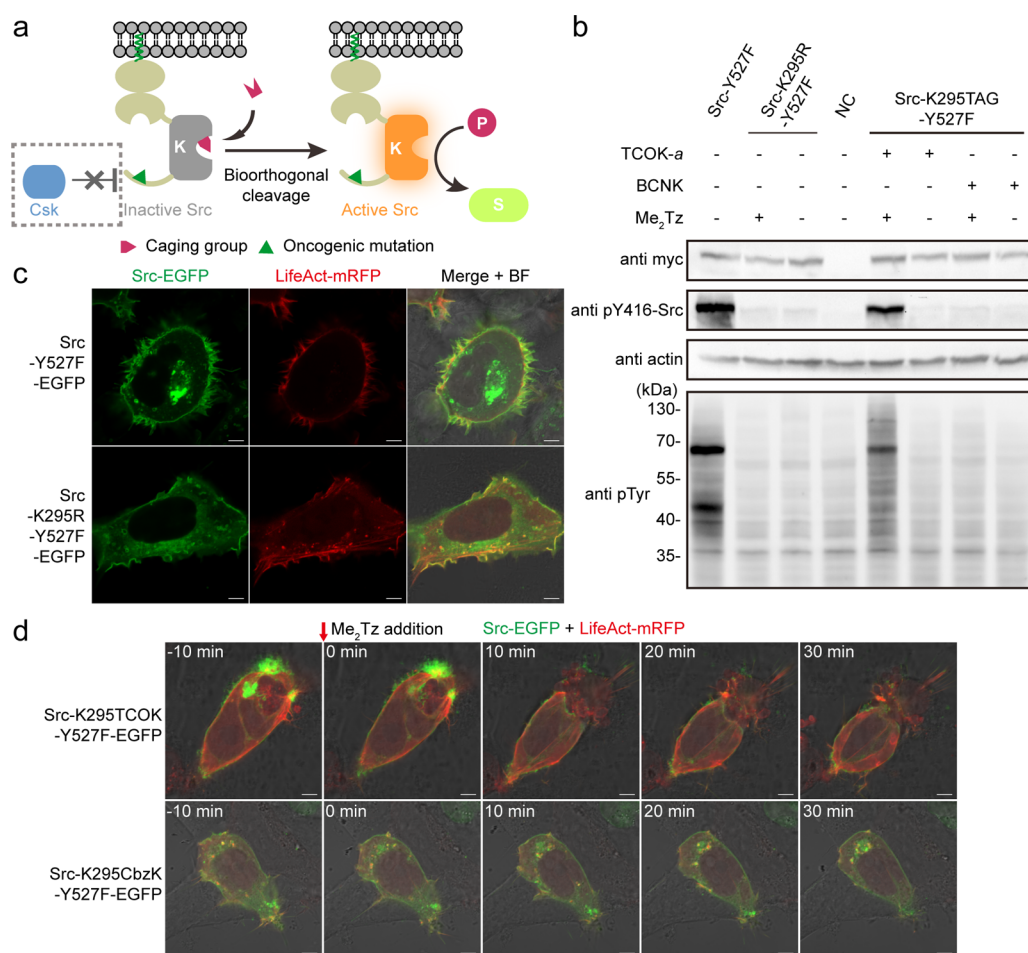 a
K
K
P
S
Csk
Inactive Src
Bioorthogonal
cleavage
Active Src
Caging group
Oncogenic mutation
b
Src-Y527F
Src-K295R
-Y527F
NC
Src-K295TAG
-Y527F
TCOK-a - - - - + + - -
BCNK - - - - - - + +
Me2Tz - + - - + - + -
anti myc
anti pY416-Src
anti actin
(kDa)
130-
70-
55-
40-
35-
anti pTyr
c
Src-EGFP
LifeAct-mRFP
Merge + BF
Src
-Y527F
-EGFP
Src
-K295R
-Y527F
-EGFP
d
Me2Tz addition
Src-EGFP + LifeAct-mRFP
-10 min
0 min
10 min
20 min
30 min
Src-K295TCOK
-Y527F-EGFP
-10 min
0 min
10 min
20 min
30 min
Src-K295CbzK
-Y527F-EGFP